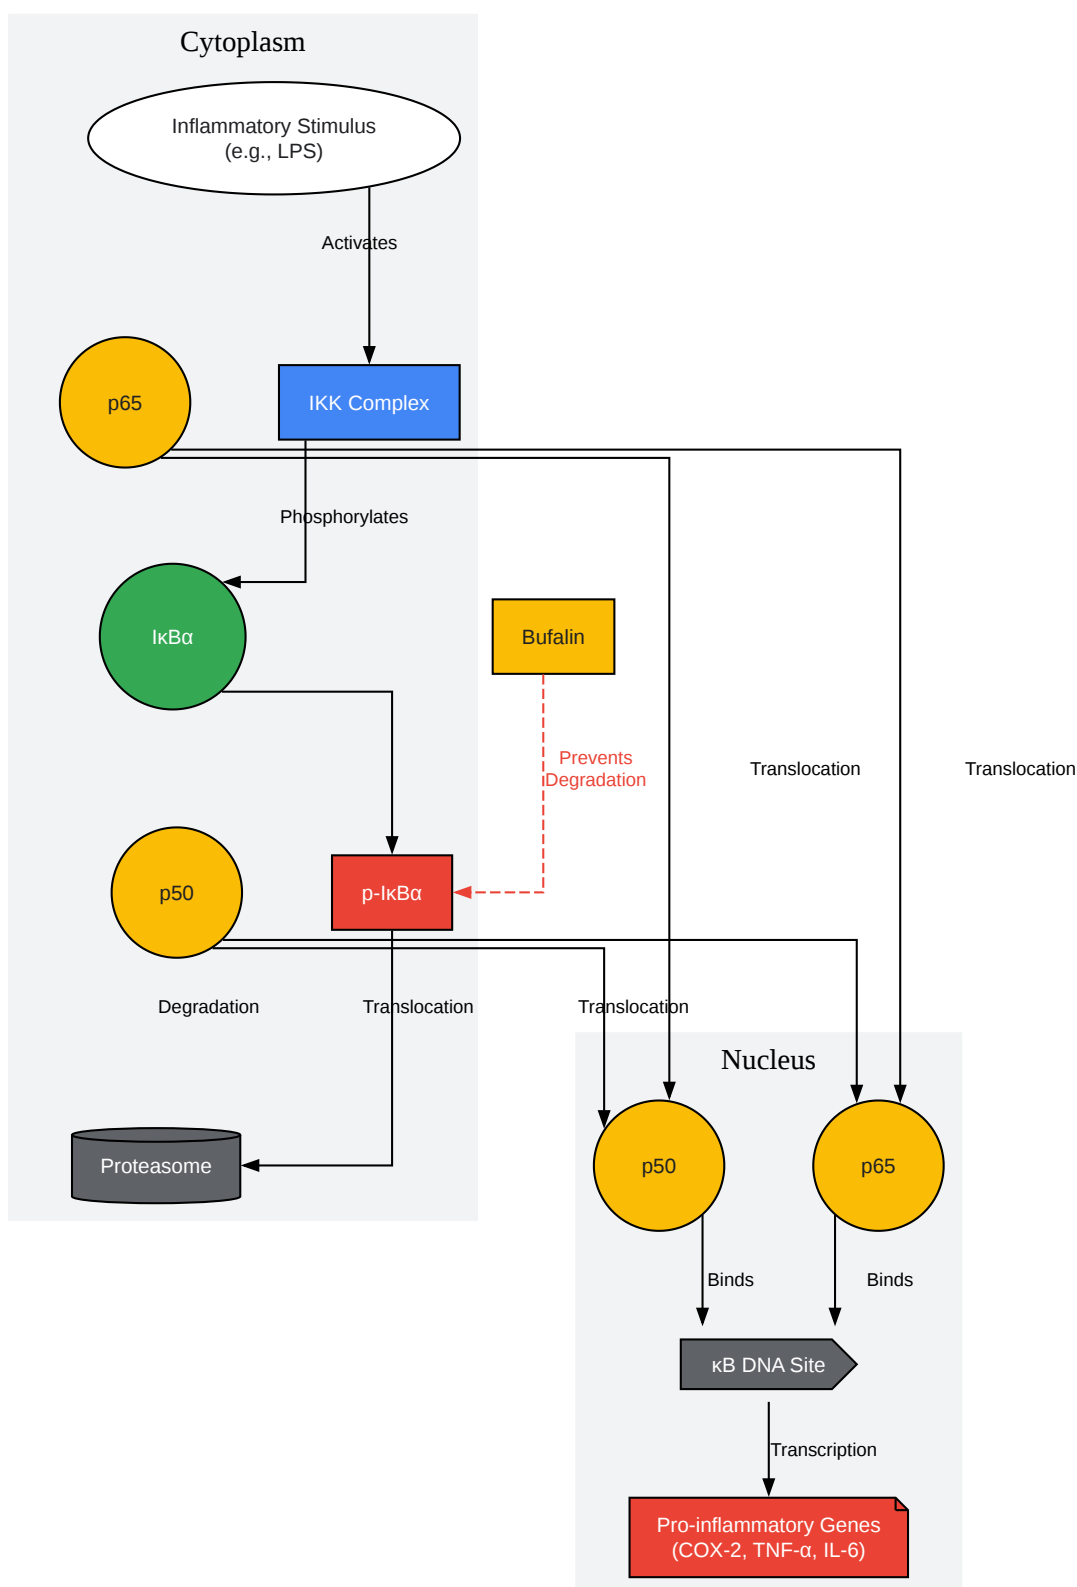 Cytoplasm
Inflammatory Stimulus
(e.g., LPS)
Activates
p65
IKK Complex
Phosphorylates
IκBα
Bufalin
Prevents
Degradation
Translocation
Translocation
p50
p-IκBα
Degradation
Translocation
Translocation
Nucleus
Proteasome
p50
p65
Binds
Binds
κB DNA Site
Transcription
Pro-inflammatory Genes
(COX-2, TNF-α, IL-6)